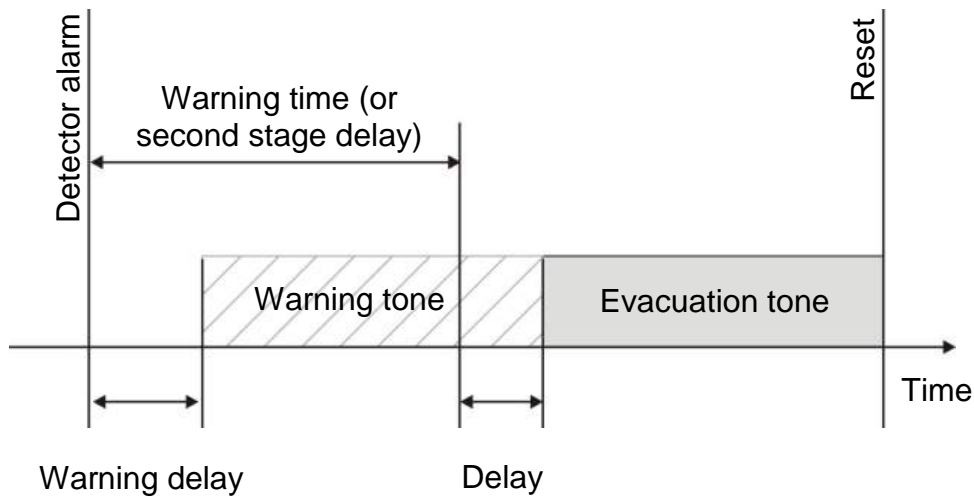 Detector alarm
Warning time (or
second stage delay)
Reset
Warning tone
Evacuation tone
Time
Warning delay
Delay